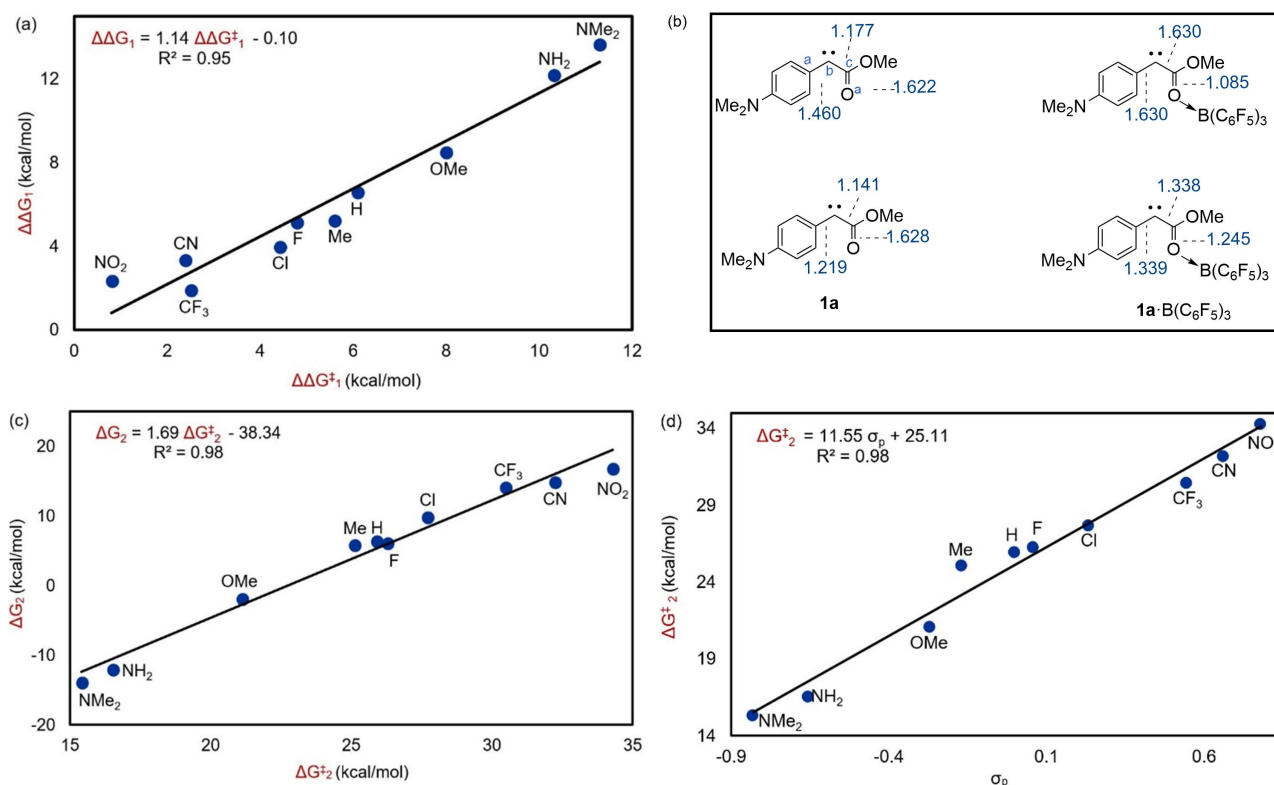 (a)
ΔΔG₁ = 1.14 ΔΔG‡₁ - 0.10
R² = 0.95
NMe₂
NH₂
OMe
H
Me
F
Cl
CN
CF₃
NO₂
12
8
4
0
0 2 4 6 8 10 12
ΔΔG₁ (kcal/mol)
ΔΔG‡₁ (kcal/mol)
(b)
1.177
a
b
c
OMe
O a
1.622
Me₂N
1.460
1.630
OMe
1.085
O
B(C₆F₅)₃
Me₂N
1.630
1.141
OMe
1.628
O
Me₂N
1.219
1a
1.338
OMe
1.245
O
B(C₆F₅)₃
Me₂N
1.339
1a·B(C₆F₅)₃
(c)
ΔG₂ = 1.69 ΔG‡₂ - 38.34
R² = 0.98
CF₃
CN
NO₂
Cl
Me H
F
OMe
NH₂
NMe₂
20
10
0
-10
-20
15 20 25 30 35
ΔG₂ (kcal/mol)
ΔG‡₂ (kcal/mol)
(d)
ΔG‡₂ = 11.55 σₚ + 25.11
R² = 0.98
NO
CN
CF₃
Cl
H F
Me
OMe
NH₂
NMe₂
34
29
24
19
14
-0.9 -0.4 0.1 0.6
ΔG‡₂ (kcal/mol)
σₚ